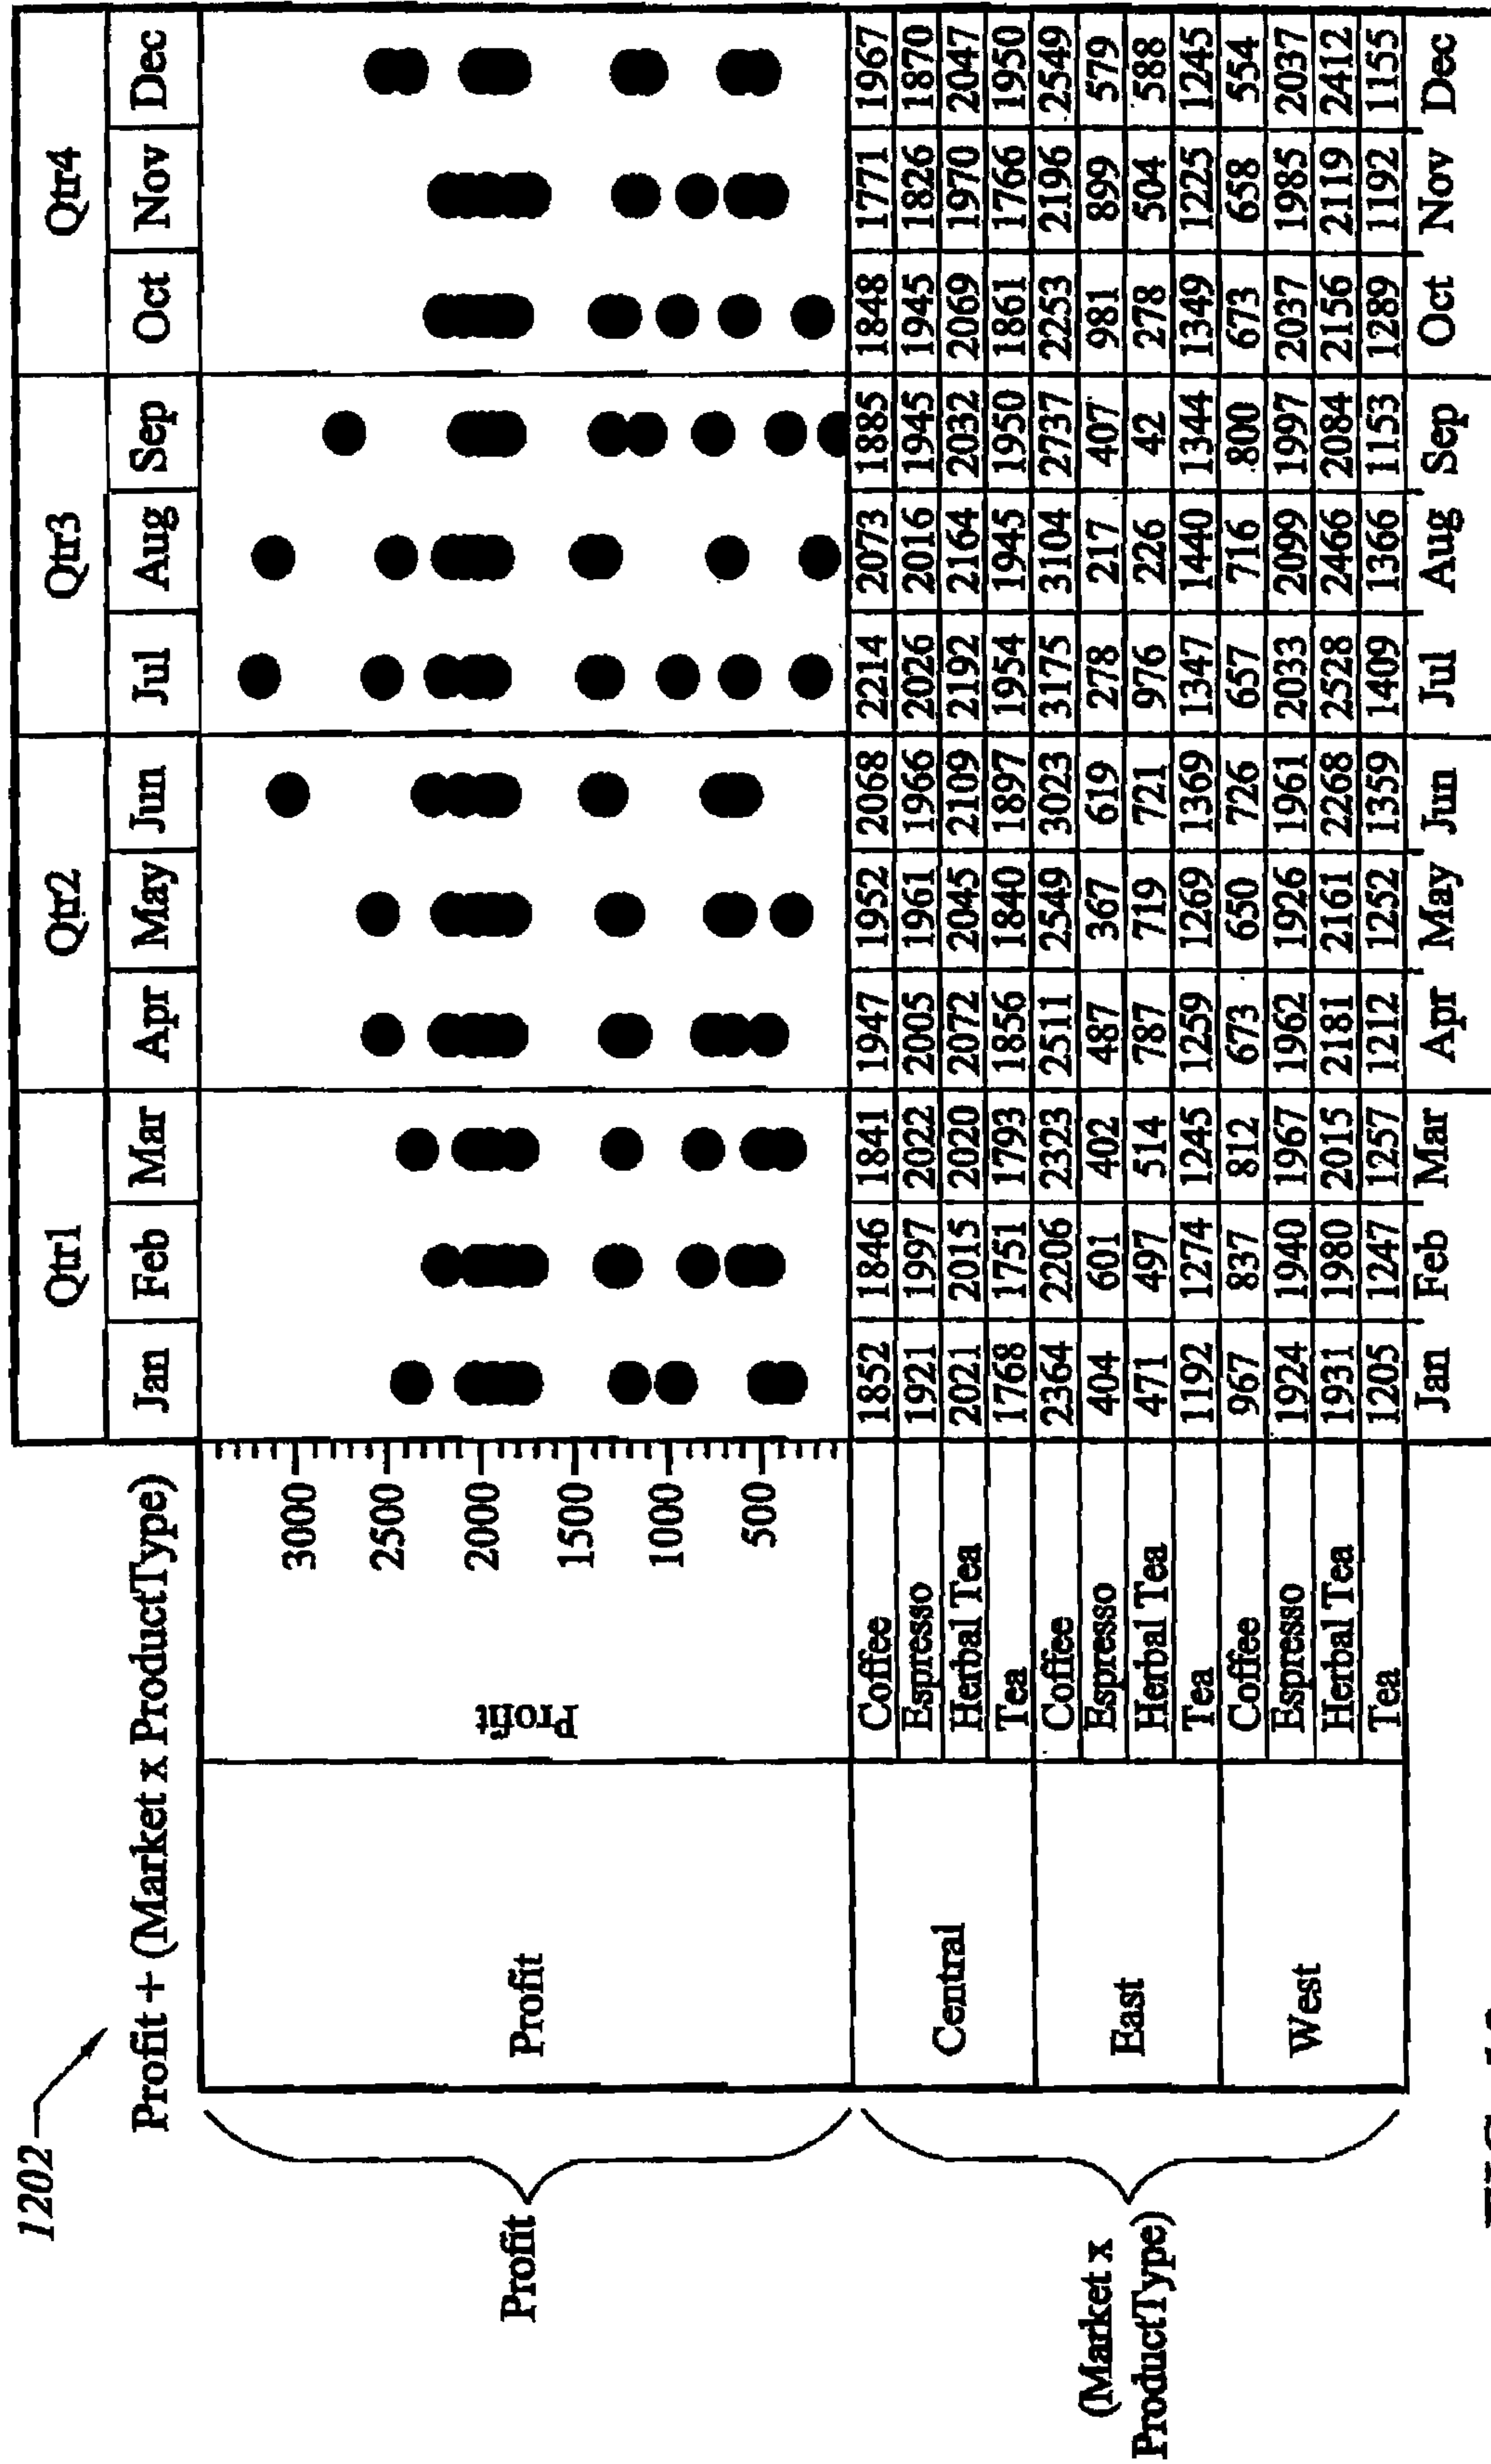 1202
Profit + (Market x ProductType)
Qtr1 Qtr2 Qtr3 Qtr4
Jan Feb Mar Apr May Jun Jul Aug Sep Oct Nov Dec
Profit
Profit
Profit
3000
2500
2000
1500
1000
500
(Market x
ProductType)
Central
Coffee 1852 1846 1841 1947 1952 2068 2214 2073 1885 1848 1771 1967
Espresso 1921 1997 2022 2005 1961 1966 2026 2016 1945 1945 1826 1870
Herbal Tea 2021 2015 2020 2072 2045 2109 2192 2164 2032 2069 1970 2047
Tea 1768 1751 1793 1856 1840 1897 1954 1945 1950 1861 1766 1950
East
Coffee 2364 2206 2323 2511 2549 3023 3175 3104 2737 2253 2196 2549
Espresso 404 601 402 487 367 619 278 217 407 981 899 579
Herbal Tea 471 497 514 787 719 721 976 226 42 278 504 588
Tea 1192 1274 1245 1259 1269 1369 1347 1440 1344 1349 1225 1245
West
Coffee 967 837 812 673 650 726 657 716 800 673 658 554
Espresso 1924 1940 1967 1962 1926 1961 2033 2099 1997 2037 1985 2037
Herbal Tea 1931 1980 2015 2181 2161 2268 2528 2466 2084 2156 2119 2412
Tea 1205 1247 1257 1212 1252 1359 1409 1366 1153 1289 1192 1155
Jan Feb Mar Apr May Jun Jul Aug Sep Oct Nov Dec